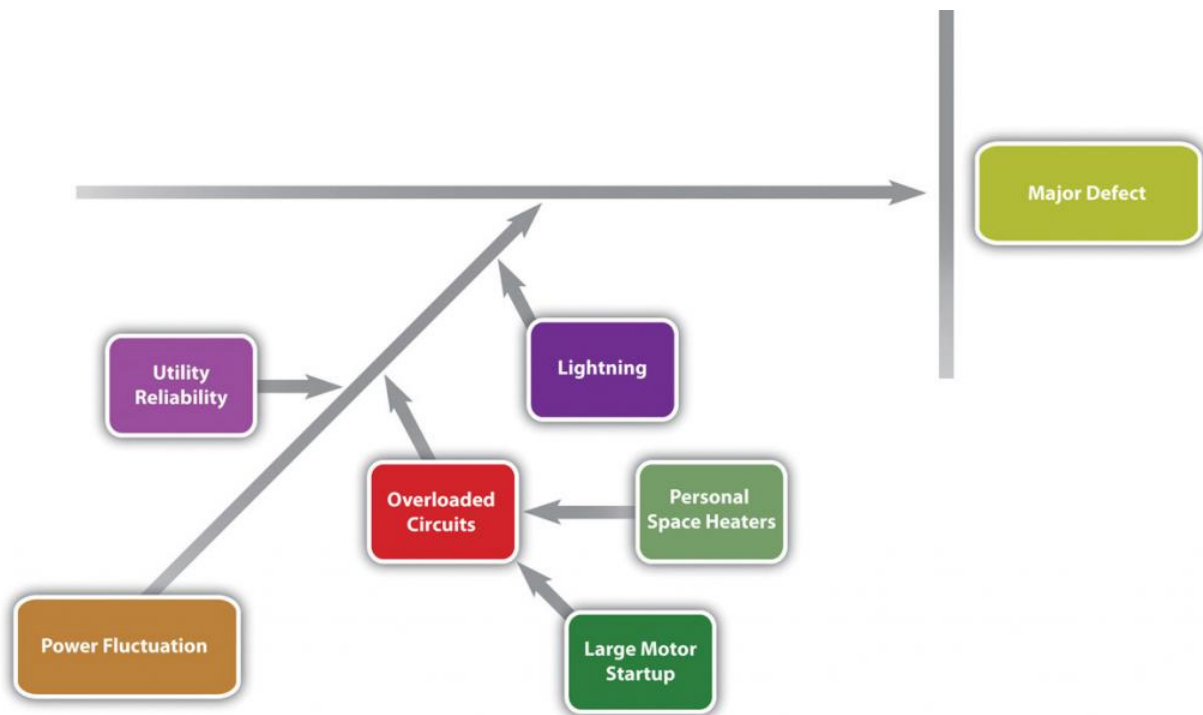 Major Defect
Lightning
Utility
Reliability
Overloaded
Circuits
Personal
Space Heaters
Power Fluctuation
Large Motor
Startup